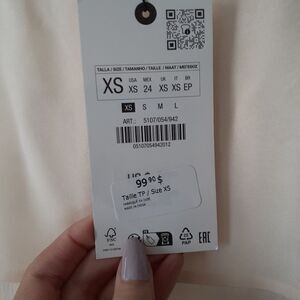 TALLA / SIZE / TAMANHO / TAILLE / MAAT / MÉRETEZ
XS
USA MEX UK IT BR
XS 24 XS XS EP
XS S M L
ART.: 5107/054/942
05107054942012
99.90 $
Taille TP / Size XS
FSC
PAP
EAC